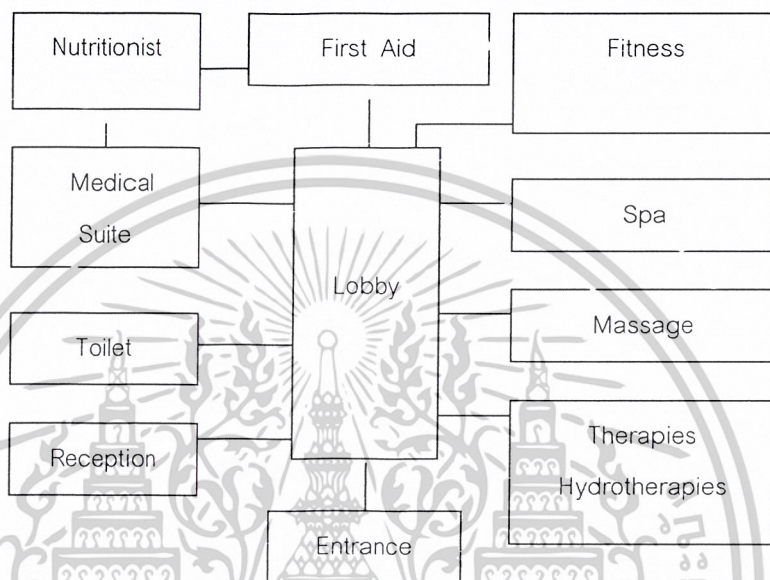 Nutritionist
First Aid
Fitness
Medical
Suite
Spa
Lobby
Massage
Toilet
Therapies
Reception
Hydrotherapies
Entrance